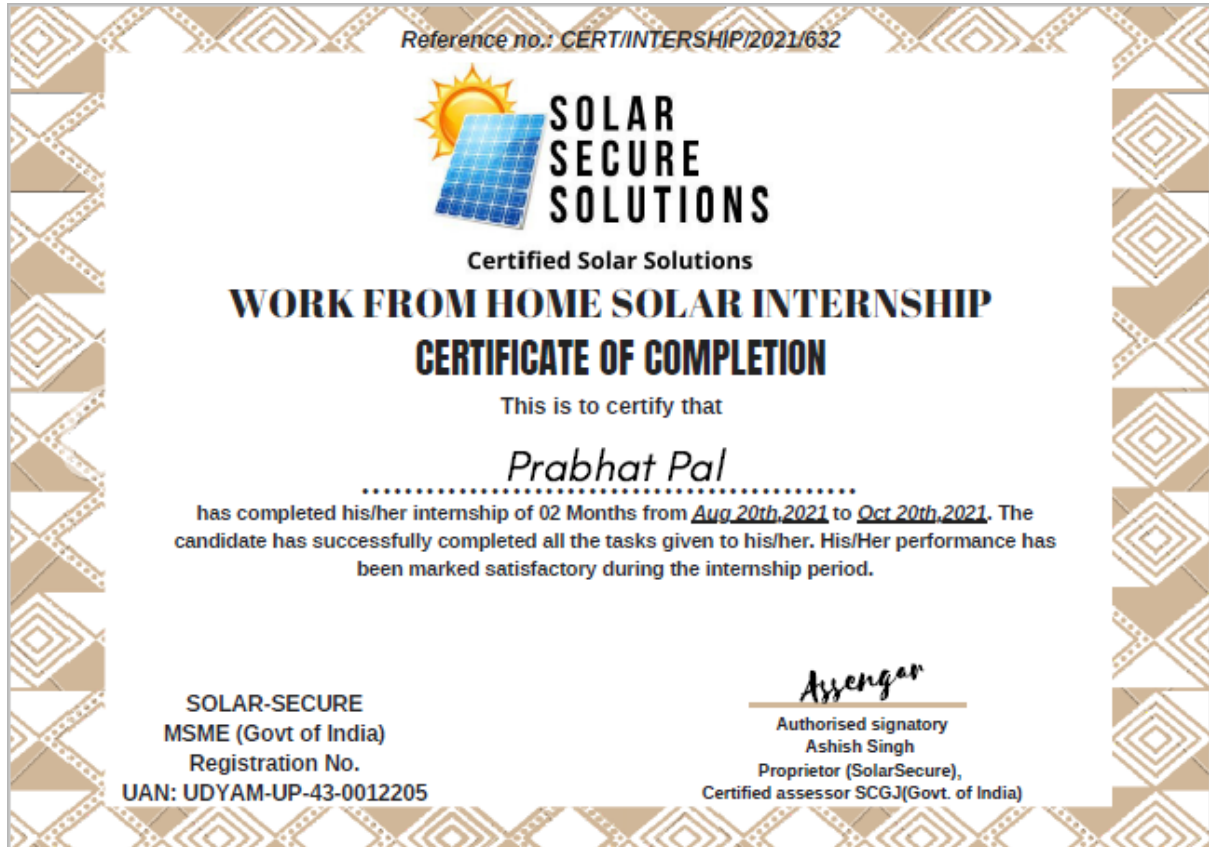 Reference no.: CERT/INTERSHIP/2021/632
SOLAR
SECURE
SOLUTIONS
Certified Solar Solutions
WORK FROM HOME SOLAR INTERNSHIP
CERTIFICATE OF COMPLETION
This is to certify that
Prabhat Pal
has completed his/her internship of 02 Months from Aug 20th,2021 to Oct 20th,2021. The
candidate has successfully completed all the tasks given to his/her. His/Her performance has
been marked satisfactory during the internship period.
SOLAR-SECURE
MSME (Govt of India)
Registration No.
UAN: UDYAM-UP-43-0012205
Assengar
Authorised signatory
Ashish Singh
Proprietor (SolarSecure),
Certified assessor SCGJ(Govt. of India)